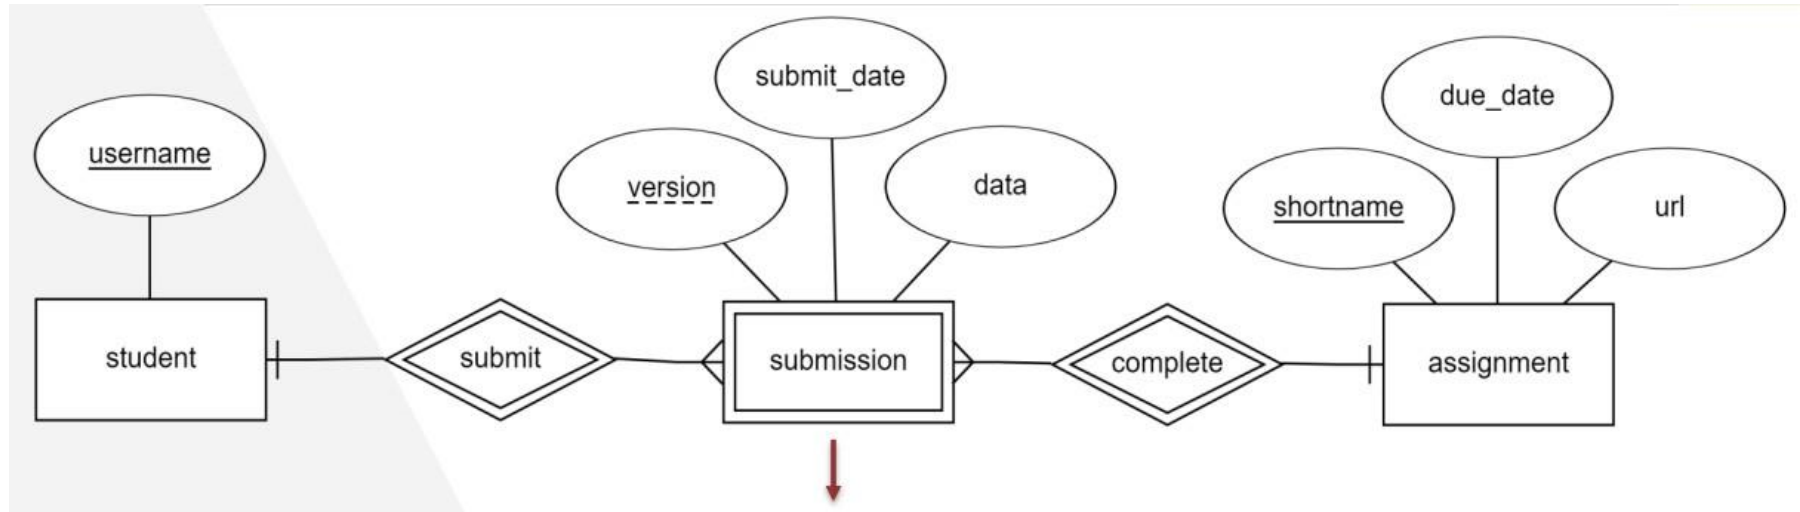 submit_date
due_date
username
version
data
shortname
url
student
submit
submission
complete
assignment